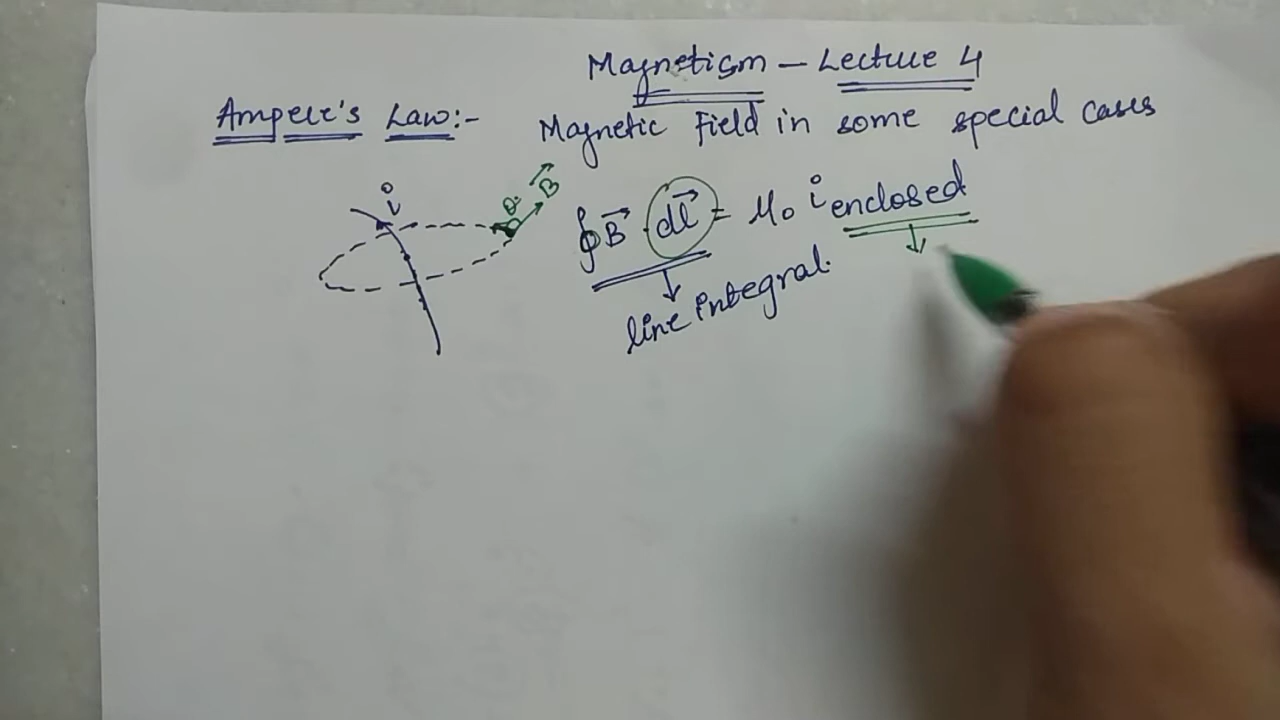 Magnetism – Lecture 4
Ampere's Law:- Magnetic Field in some special cases
i
θ B⃗
∮B⃗·dl⃗ = μ₀ i enclosed
line integral.